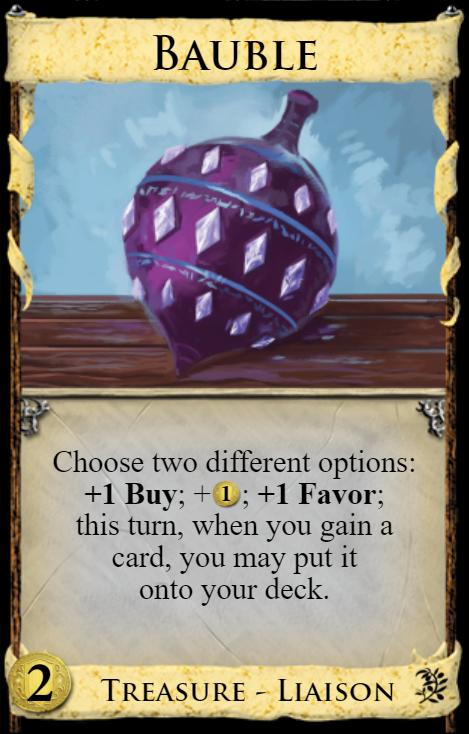 Bauble
Choose two different options:
+1 Buy; +1; +1 Favor;
this turn, when you gain a
card, you may put it
onto your deck.
2 Treasure - Liaison